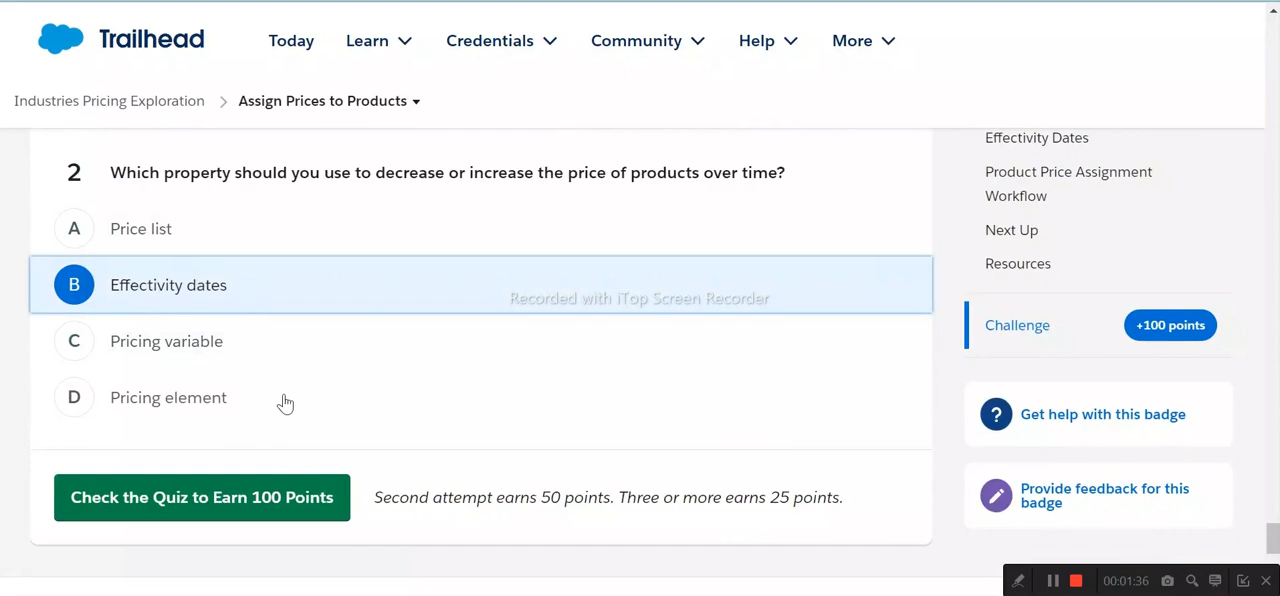 Trailhead
Today Learn Credentials Community Help More
Industries Pricing Exploration > Assign Prices to Products
2 Which property should you use to decrease or increase the price of products over time?
A Price list
B Effectivity dates
Recorded with iTop Screen Recorder
C Pricing variable
D Pricing element
Check the Quiz to Earn 100 Points
Second attempt earns 50 points. Three or more earns 25 points.
Effectivity Dates
Product Price Assignment
Workflow
Next Up
Resources
Challenge +100 points
? Get help with this badge
Provide feedback for this
badge
00:01:36